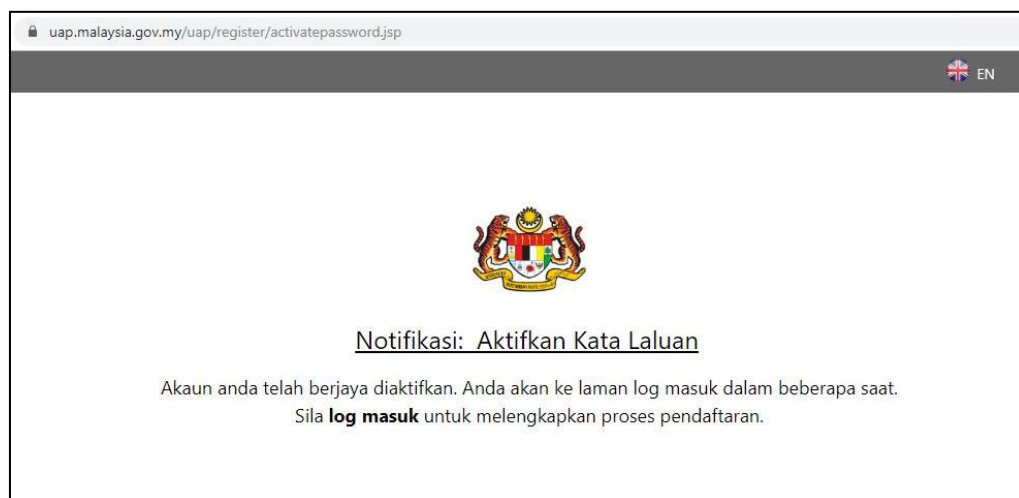 uap.malaysia.gov.my/uap/register/activatepassword.jsp
EN
Notifikasi: Aktifkan Kata Laluan
Akaun anda telah berjaya diaktifkan. Anda akan ke laman log masuk dalam beberapa saat.
Sila log masuk untuk melengkapkan proses pendaftaran.